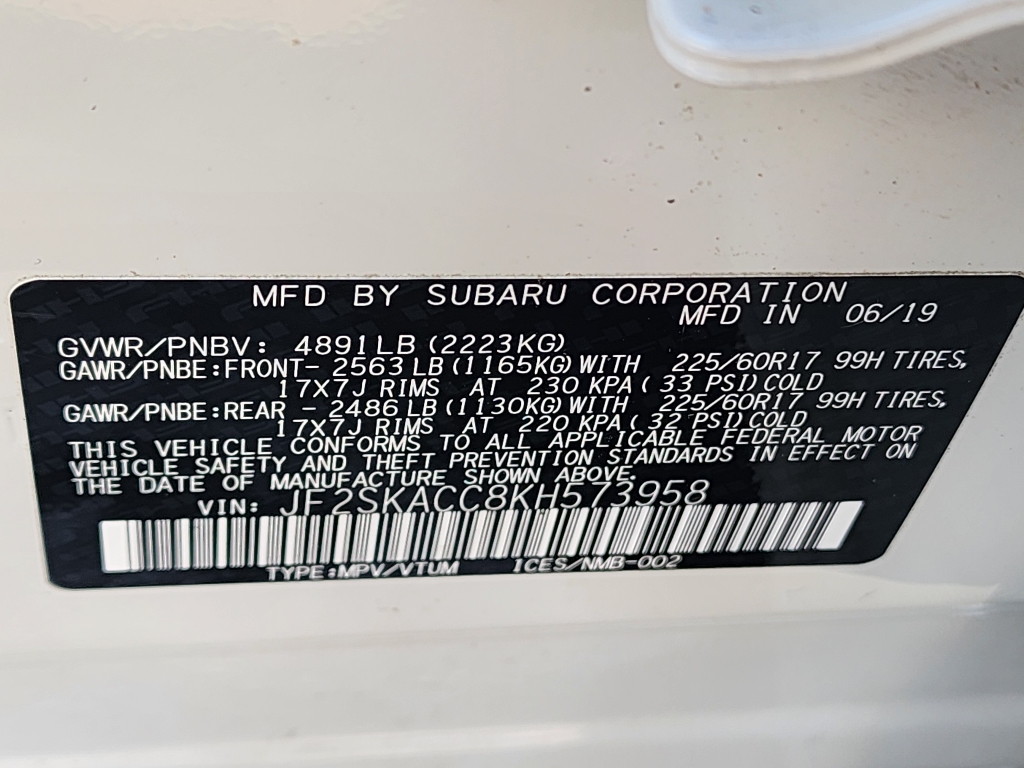 MFD BY SUBARU CORPORATION
MFD IN 06/19
GVWR/PNBV: 4891LB (2223KG)
GAWR/PNBE:FRONT- 2563 LB (1165KG)WITH 225/60R17 99H TIRES,
17X7J RIMS AT 230 KPA( 33 PSI)COLD
GAWR/PNBE:REAR - 2486 LB(1130KG)WITH 225/60R17 99H TIRES,
17X7J RIMS AT 220 KPA( 32 PSI)COLD
THIS VEHICLE CONFORMS TO ALL APPLICABLE FEDERAL MOTOR
VEHICLE SAFETY AND THEFT PREVENTION STANDARDS IN EFFECT ON
THE DATE OF MANUFACTURE SHOWN ABOVE.
VIN: JF2SKACC8KH573958
TYPE:MPV/VTUM ICES/NMB-002